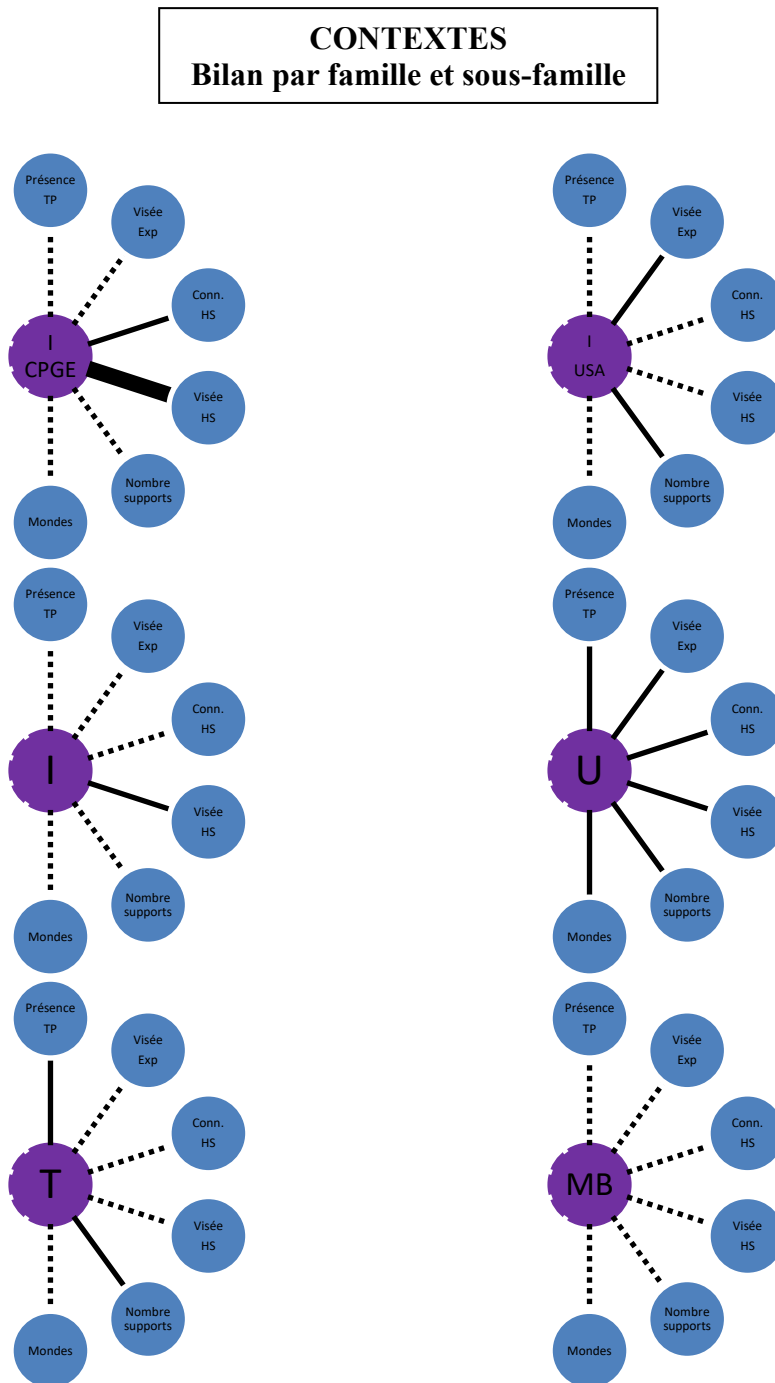 CONTEXTES
Bilan par famille et sous-famille
Présence
TP
Visée
Exp
Conn.
HS
I
CPGE
Visée
HS
Nombre
supports
Mondes
Présence
TP
Visée
Exp
Conn.
HS
I
USA
Visée
HS
Nombre
supports
Mondes
Présence
TP
Visée
Exp
Conn.
HS
I
Visée
HS
Nombre
supports
Mondes
Présence
TP
Visée
Exp
Conn.
HS
U
Visée
HS
Nombre
supports
Mondes
Présence
TP
Visée
Exp
Conn.
HS
T
Visée
HS
Nombre
supports
Mondes
Présence
TP
Visée
Exp
Conn.
HS
MB
Visée
HS
Nombre
supports
Mondes